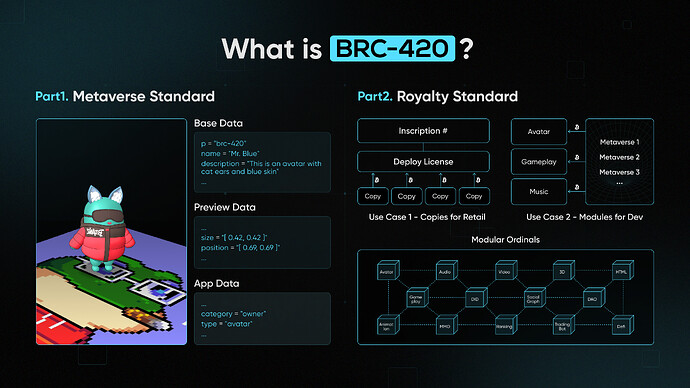 What is BRC-420 ?
Part1. Metaverse Standard
Base Data
p = "brc-420"
name = "Mr. Blue"
description = "This is an avatar with
cat ears and blue skin"
...
Preview Data
...
size = "[ 0.42, 0.42 ]"
position = "[ 0.69, 0.69 ]"
...
App Data
...
category = "owner"
type = "avatar"
...
Part2. Royalty Standard
Inscription #
Deploy License
Copy Copy Copy Copy
Use Case 1 - Copies for Retail
Avatar
Gameplay
Music
Metaverse 1
Metaverse 2
Metaverse 3
...
Use Case 2 - Modules for Dev
Modular Ordinals
Avatar Audio Video 3D HTML
Game
play
DID
Social
Graph
DAO
Animat
ion
MMO
Ranking
Trading
Bot
Defi